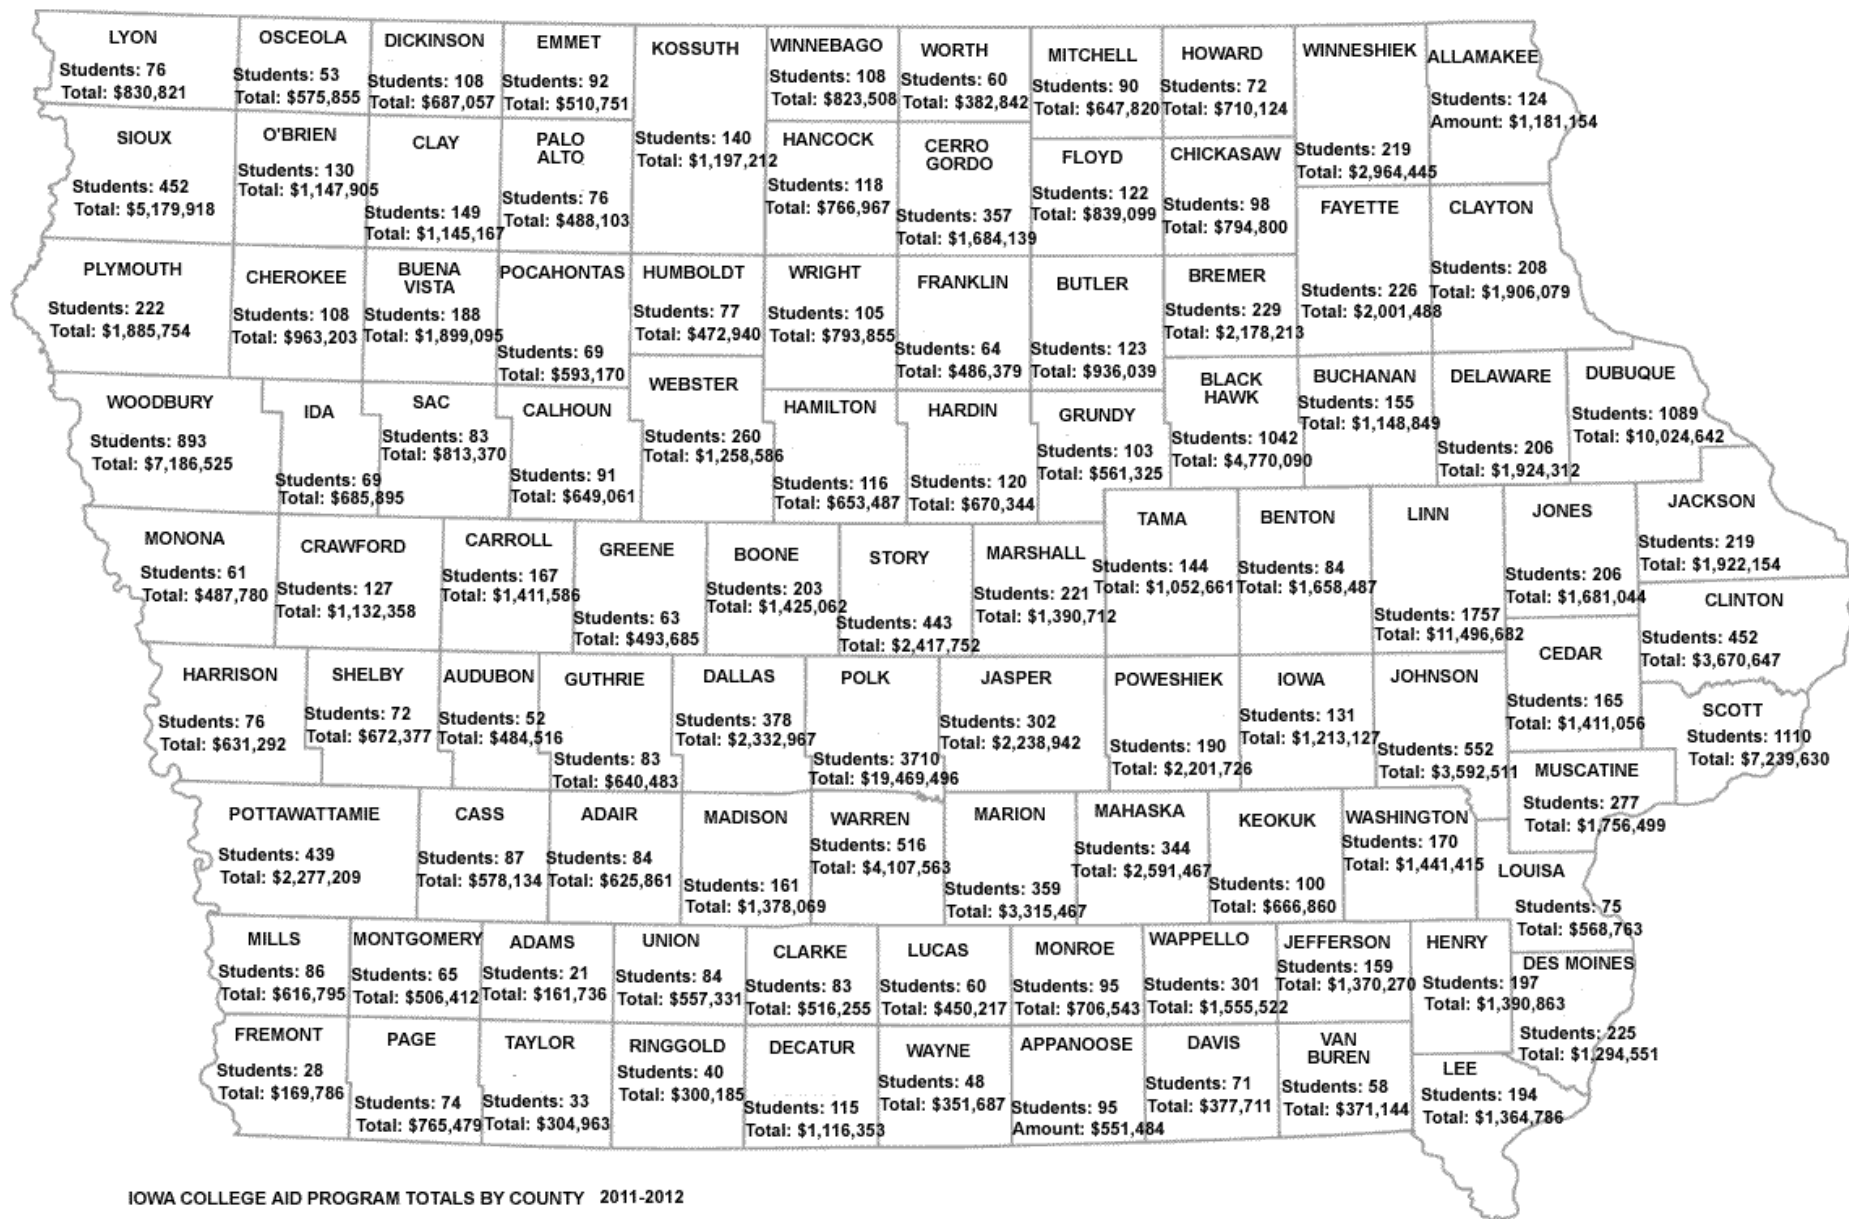 LYON
Students: 76
Total: $830,821
OSCEOLA
Students: 53
Total: $575,855
DICKINSON
Students: 108
Total: $687,057
EMMET
Students: 92
Total: $510,751
KOSSUTH
Students: 140
Total: $1,197,212
WINNEBAGO
Students: 108
Total: $823,508
WORTH
Students: 60
Total: $382,842
MITCHELL
Students: 90
Total: $647,820
HOWARD
Students: 72
Total: $710,124
WINNESHIEK
Students: 219
Total: $2,964,445
ALLAMAKEE
Students: 124
Amount: $1,181,154
SIOUX
Students: 452
Total: $5,179,918
O'BRIEN
Students: 130
Total: $1,147,905
CLAY
Students: 149
Total: $1,145,167
PALO
ALTO
Students: 76
Total: $488,103
HANCOCK
Students: 118
Total: $766,967
CERRO
GORDO
Students: 357
Total: $1,684,139
FLOYD
Students: 122
Total: $839,099
CHICKASAW
Students: 98
Total: $794,800
FAYETTE
Students: 226
Total: $2,001,488
CLAYTON
Students: 208
Total: $1,906,079
PLYMOUTH
Students: 222
Total: $1,885,754
CHEROKEE
Students: 108
Total: $963,203
BUENA
VISTA
Students: 188
Total: $1,899,095
POCAHONTAS
Students: 69
Total: $593,170
HUMBOLDT
Students: 77
Total: $472,940
WRIGHT
Students: 105
Total: $793,855
FRANKLIN
Students: 64
Total: $486,379
BUTLER
Students: 123
Total: $936,039
BREMER
Students: 229
Total: $2,178,213
WOODBURY
Students: 893
Total: $7,186,525
IDA
Students: 69
Total: $685,895
SAC
Students: 83
Total: $813,370
CALHOUN
Students: 91
Total: $649,061
WEBSTER
Students: 260
Total: $1,258,586
HAMILTON
Students: 116
Total: $653,487
HARDIN
Students: 120
Total: $670,344
GRUNDY
Students: 103
Total: $561,325
BLACK
HAWK
Students: 1042
Total: $4,770,090
BUCHANAN
Students: 155
Total: $1,148,849
DELAWARE
Students: 206
Total: $1,924,312
DUBUQUE
Students: 1089
Total: $10,024,642
MONONA
Students: 61
Total: $487,780
CRAWFORD
Students: 127
Total: $1,132,358
CARROLL
Students: 167
Total: $1,411,586
GREENE
Students: 63
Total: $493,685
BOONE
Students: 203
Total: $1,425,062
STORY
Students: 443
Total: $2,417,752
MARSHALL
Students: 221
Total: $1,390,712
TAMA
Students: 144
Total: $1,052,661
BENTON
Students: 84
Total: $1,658,487
LINN
Students: 1757
Total: $11,496,682
JONES
Students: 206
Total: $1,681,044
JACKSON
Students: 219
Total: $1,922,154
CLINTON
Students: 452
Total: $3,670,647
HARRISON
Students: 76
Total: $631,292
SHELBY
Students: 72
Total: $672,377
AUDUBON
Students: 52
Total: $484,516
GUTHRIE
Students: 83
Total: $640,483
DALLAS
Students: 378
Total: $2,332,967
POLK
Students: 3710
Total: $19,469,496
JASPER
Students: 302
Total: $2,238,942
POWESHIEK
Students: 190
Total: $2,201,726
IOWA
Students: 131
Total: $1,213,127
JOHNSON
Students: 552
Total: $3,592,511
CEDAR
Students: 165
Total: $1,411,056
SCOTT
Students: 1110
Total: $7,239,630
MUSCATINE
Students: 277
Total: $1,756,499
POTTAWATTAMIE
Students: 439
Total: $2,277,209
CASS
Students: 87
Total: $578,134
ADAIR
Students: 84
Total: $625,861
MADISON
Students: 161
Total: $1,378,069
WARREN
Students: 516
Total: $4,107,563
MARION
Students: 359
Total: $3,315,467
MAHASKA
Students: 344
Total: $2,591,467
KEOKUK
Students: 100
Total: $666,860
WASHINGTON
Students: 170
Total: $1,441,415
LOUISA
Students: 75
Total: $568,763
MILLS
Students: 86
Total: $616,795
MONTGOMERY
Students: 65
Total: $506,412
ADAMS
Students: 21
Total: $161,736
UNION
Students: 84
Total: $557,331
CLARKE
Students: 83
Total: $516,255
LUCAS
Students: 60
Total: $450,217
MONROE
Students: 95
Total: $706,543
WAPPELLO
Students: 301
Total: $1,555,522
JEFFERSON
Students: 159
Total: $1,370,270
HENRY
Students: 197
Total: $1,390,863
DES MOINES
Students: 225
Total: $1,294,551
FREMONT
Students: 28
Total: $169,786
PAGE
Students: 74
Total: $765,479
TAYLOR
Students: 33
Total: $304,963
RINGGOLD
Students: 40
Total: $300,185
DECATUR
Students: 115
Total: $1,116,353
WAYNE
Students: 48
Total: $351,687
APPANOOSE
Students: 95
Amount: $551,484
DAVIS
Students: 71
Total: $377,711
VAN
BUREN
Students: 58
Total: $371,144
LEE
Students: 194
Total: $1,364,786
IOWA COLLEGE AID PROGRAM TOTALS BY COUNTY 2011-2012